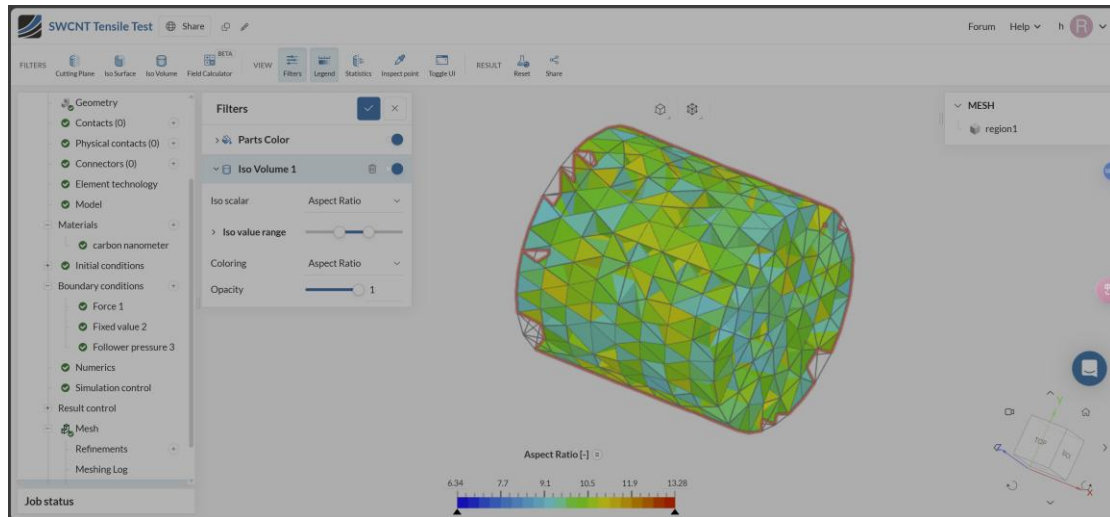 SWCNT Tensile Test Share
Forum Help h R
FILTERS Cutting Plane Iso Surface Iso Volume BETA Field Calculator VIEW Filters Legend Statistics Inspect point Toggle UI RESULT Reset Share
Geometry
Contacts (0)
Physical contacts (0)
Connectors (0)
Element technology
Model
Materials
carbon nanometer
Initial conditions
Boundary conditions
Force 1
Fixed value 2
Follower pressure 3
Numerics
Simulation control
Result control
Mesh
Refinements
Meshing Log
Job status
Filters
Parts Color
Iso Volume 1
Iso scalar Aspect Ratio
Iso value range
Coloring Aspect Ratio
Opacity 1
MESH
region1
Aspect Ratio [-]
6.34 7.7 9.1 10.5 11.9 13.28
Y
TOP
Z
X